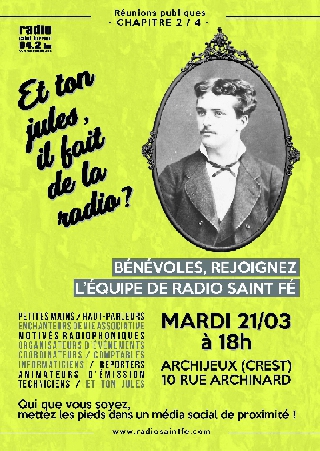 Réunions publiques
- CHAPITRE 2 / 4 -
radio
saint ferréol
94.2 fm
Et ton
jules,
il fait
de la
radio ?
BÉNÉVOLES, REJOIGNEZ
L'ÉQUIPE DE RADIO SAINT FÉ
PETITES MAINS / HAUT-PARLEURS
ENCHANTEURS DE VIE ASSOCIATIVE
MOTIVÉS RADIOPHONIQUES
ORGANISATEURS D'ÉVÉNEMENTS
COORDINATEURS / COMPTABLES
INFORMATICIENS / REPORTERS
ANIMATEURS D'ÉMISSION
TECHNICIENS / ET TON JULES
MARDI 21/03
à 18h
ARCHIJEUX (CREST)
10 RUE ARCHINARD
Qui que vous soyez,
mettez les pieds dans un média social de proximité !
www.radiosaintfe.com